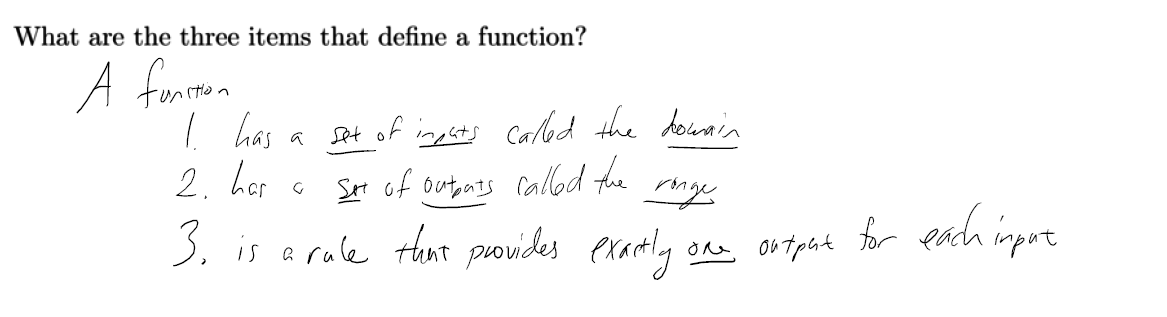 What are the three items that define a function?
A function
1. has a set of inputs called the domain
2. has a set of outputs called the range
3. is a rule that provides exactly one output for each input